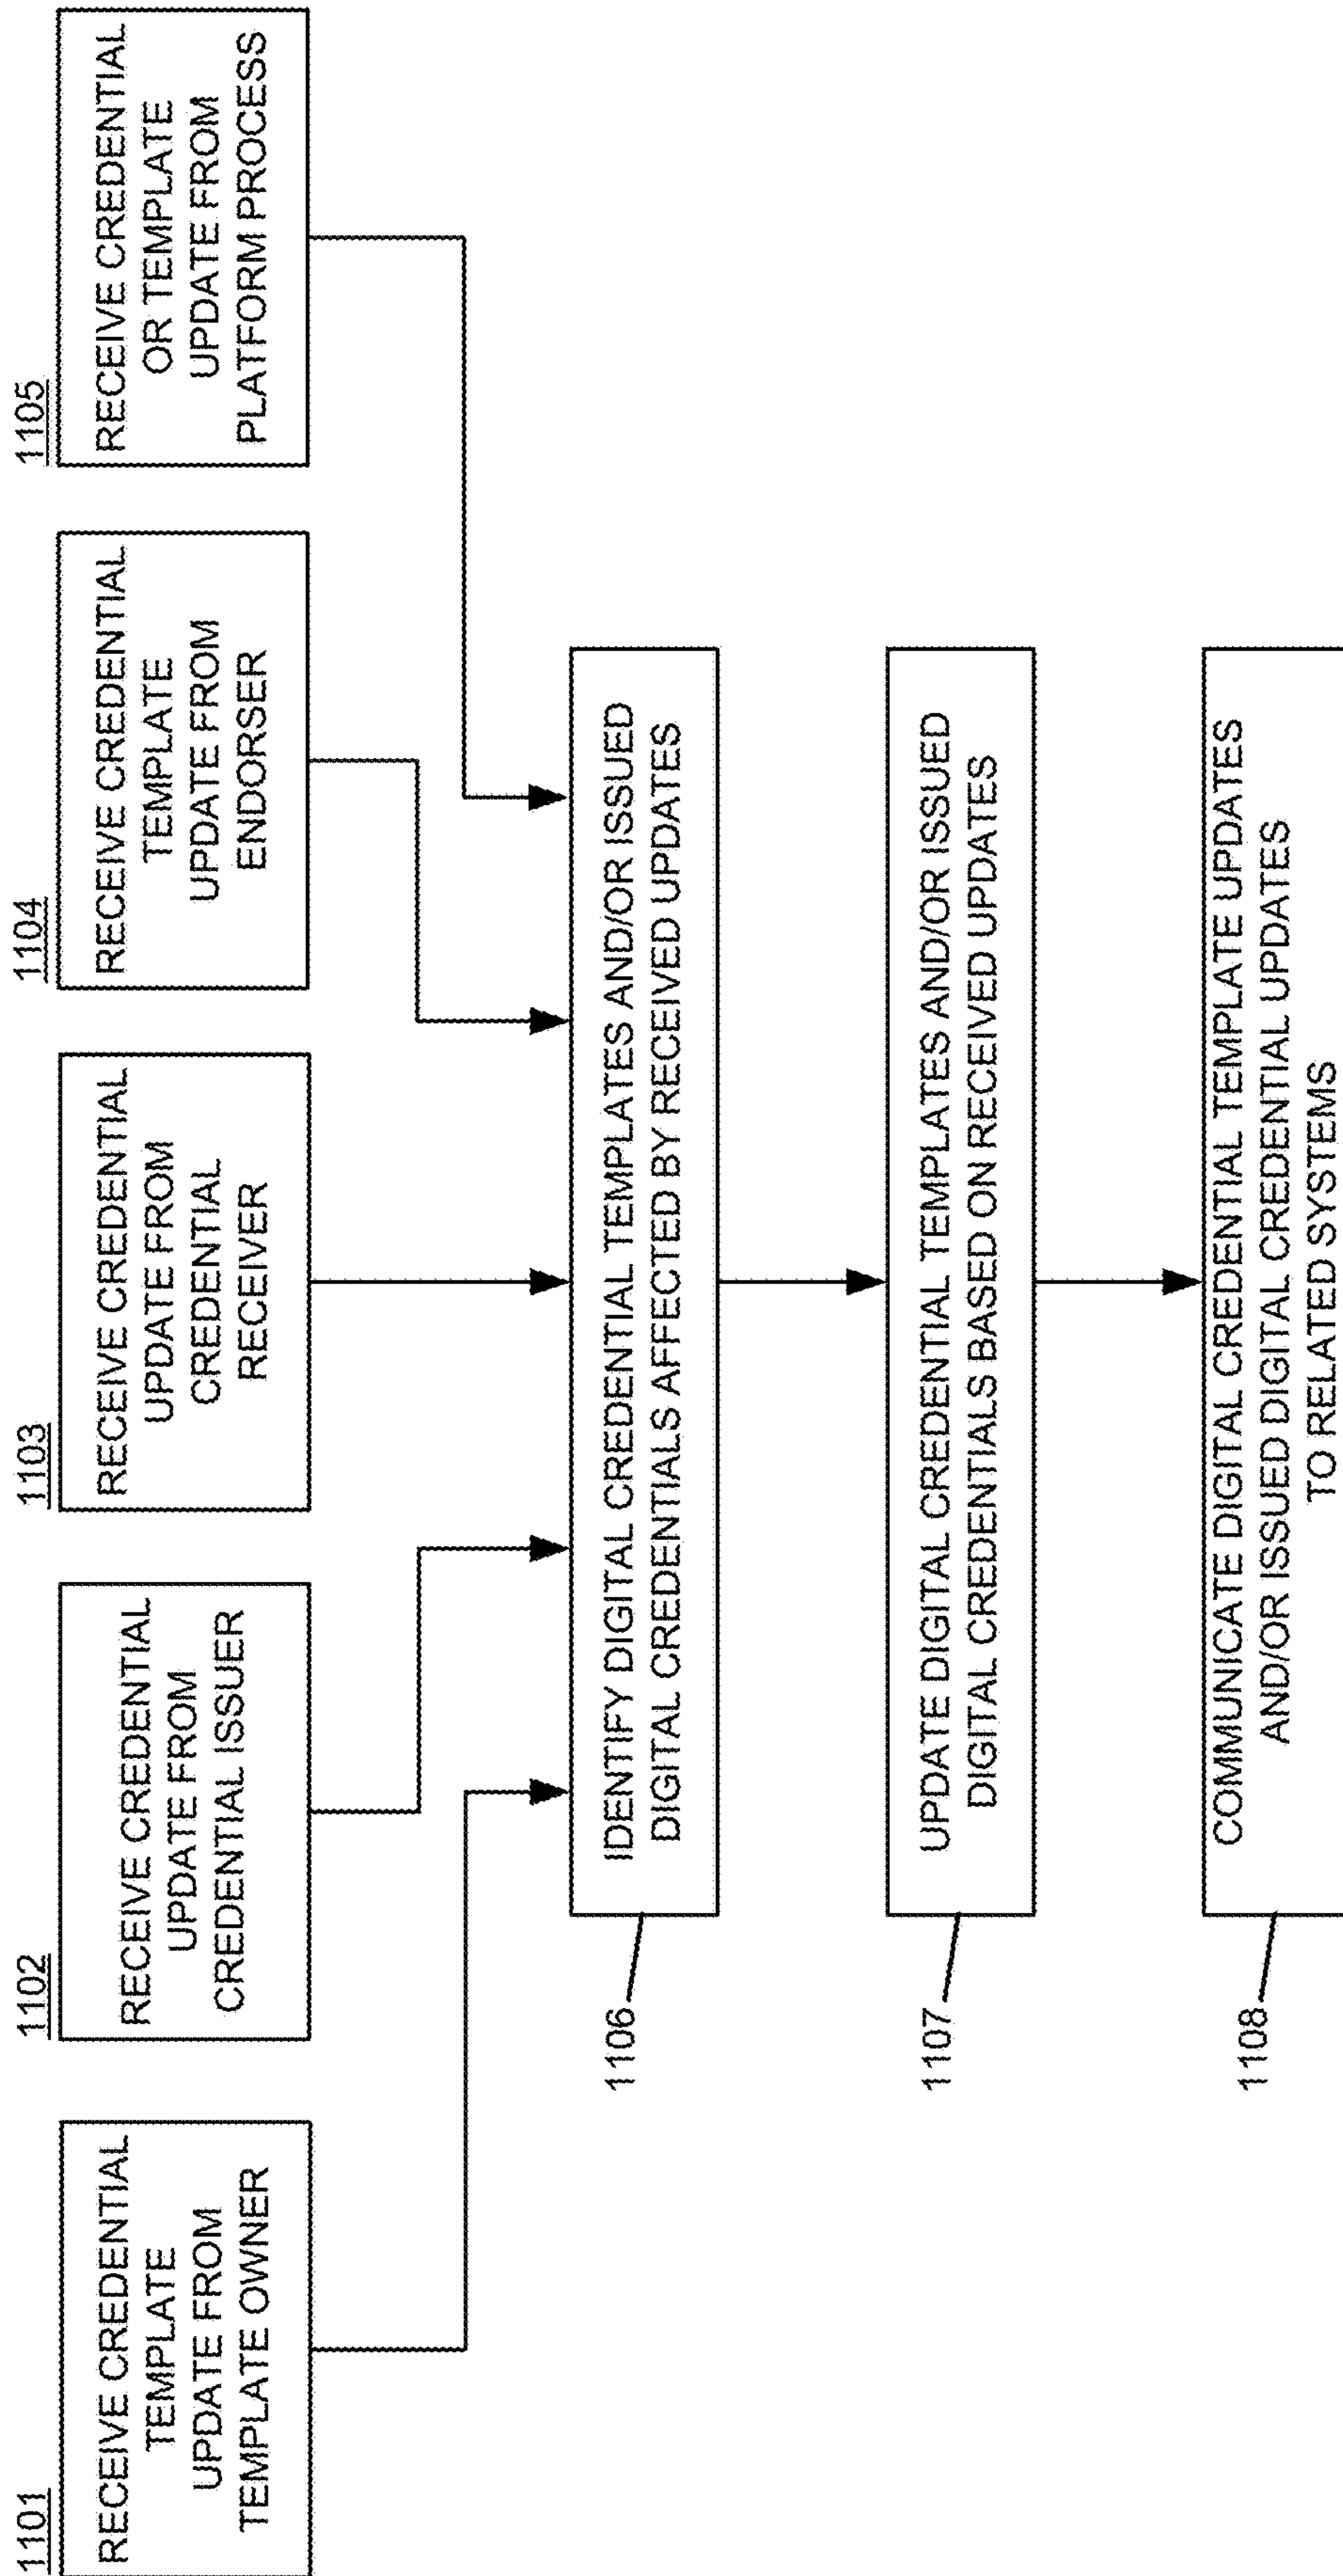 1101
RECEIVE CREDENTIAL
TEMPLATE
UPDATE FROM
TEMPLATE OWNER
1102
RECEIVE CREDENTIAL
UPDATE FROM
CREDENTIAL ISSUER
1103
RECEIVE CREDENTIAL
UPDATE FROM
CREDENTIAL
RECEIVER
1104
RECEIVE CREDENTIAL
TEMPLATE
UPDATE FROM
ENDORSER
1105
RECEIVE CREDENTIAL
OR TEMPLATE
UPDATE FROM
PLATFORM PROCESS
1106
IDENTIFY DIGITAL CREDENTIAL TEMPLATES AND/OR ISSUED
DIGITAL CREDENTIALS AFFECTED BY RECEIVED UPDATES
1107
UPDATE DIGITAL CREDENTIAL TEMPLATES AND/OR ISSUED
DIGITAL CREDENTIALS BASED ON RECEIVED UPDATES
1108
COMMUNICATE DIGITAL CREDENTIAL TEMPLATE UPDATES
AND/OR ISSUED DIGITAL CREDENTIAL UPDATES
TO RELATED SYSTEMS